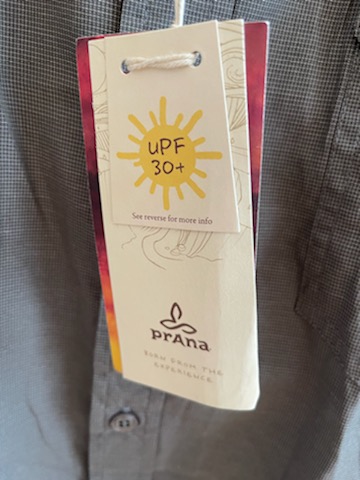 UPF
30+
See reverse for more info
prAna
BORN FROM THE
EXPERIENCE